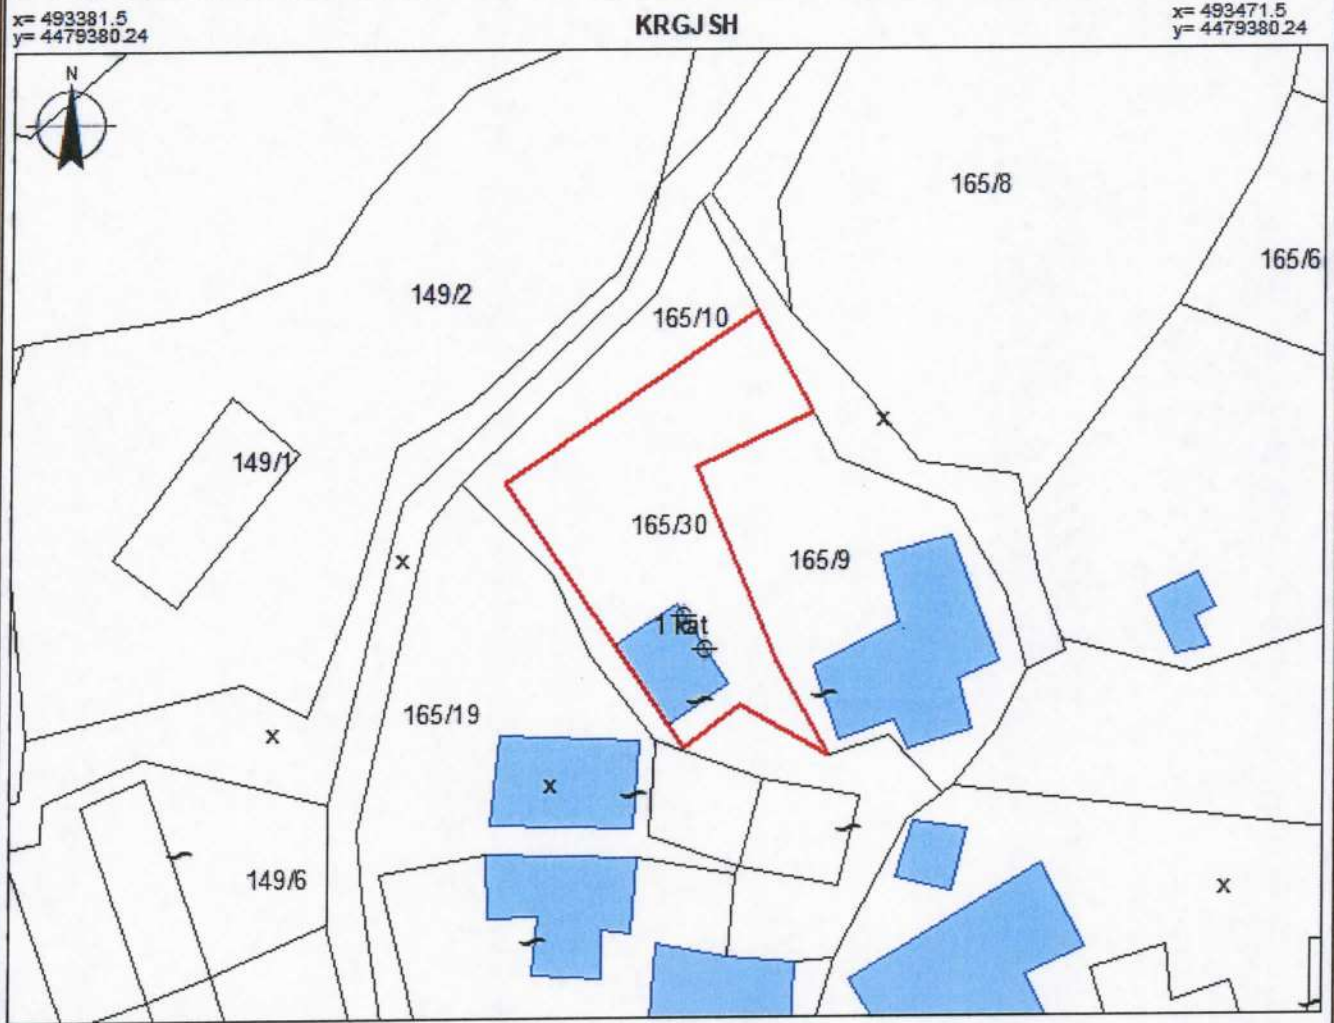 x= 493381.5
y= 4479380.24
KRGJSH
x= 493471.5
y= 4479380.24
N
165/8
165/6
149/2
165/10
149/1
x
165/30
165/9
x
1 Kat
165/19
x
x
149/6
x